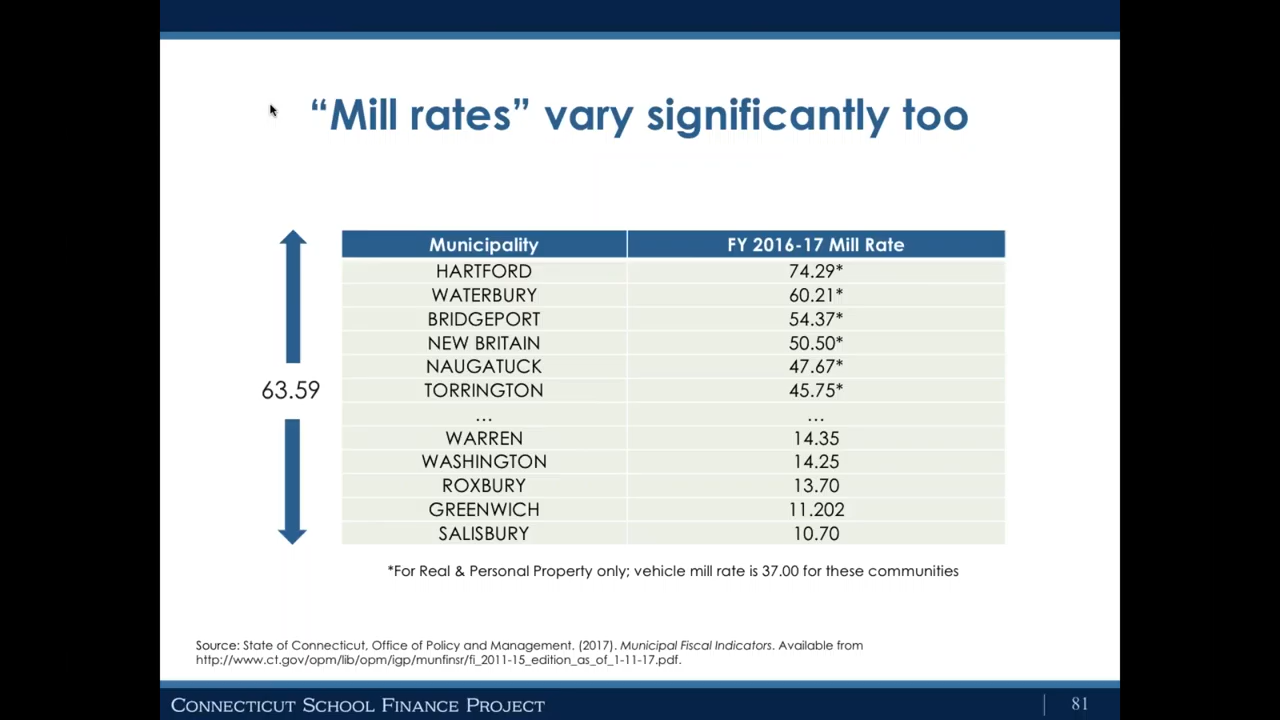 “Mill rates” vary significantly too
Municipality FY 2016-17 Mill Rate
HARTFORD 74.29*
WATERBURY 60.21*
BRIDGEPORT 54.37*
NEW BRITAIN 50.50*
NAUGATUCK 47.67*
63.59
TORRINGTON 45.75*
… …
WARREN 14.35
WASHINGTON 14.25
ROXBURY 13.70
GREENWICH 11.202
SALISBURY 10.70
*For Real & Personal Property only; vehicle mill rate is 37.00 for these communities
Source: State of Connecticut, Office of Policy and Management. (2017). Municipal Fiscal Indicators. Available from
http://www.ct.gov/opm/lib/opm/igp/munfinsr/fi_2011-15_edition_as_of_1-11-17.pdf.
CONNECTICUT SCHOOL FINANCE PROJECT
81